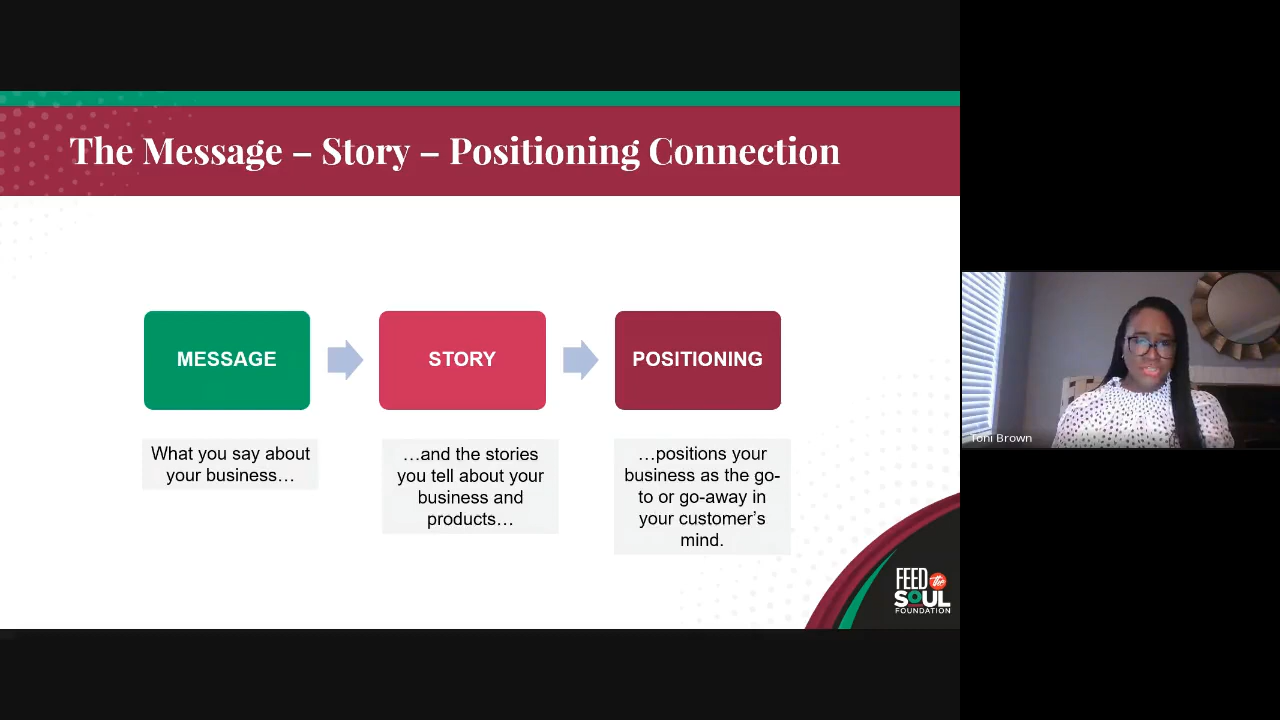 The Message – Story – Positioning Connection
MESSAGE
STORY
POSITIONING
What you say about
your business…
…and the stories
you tell about your
business and
products…
…positions your
business as the go-
to or go-away in
your customer’s
mind.
FEED the
SOUL
FOUNDATION
Toni Brown